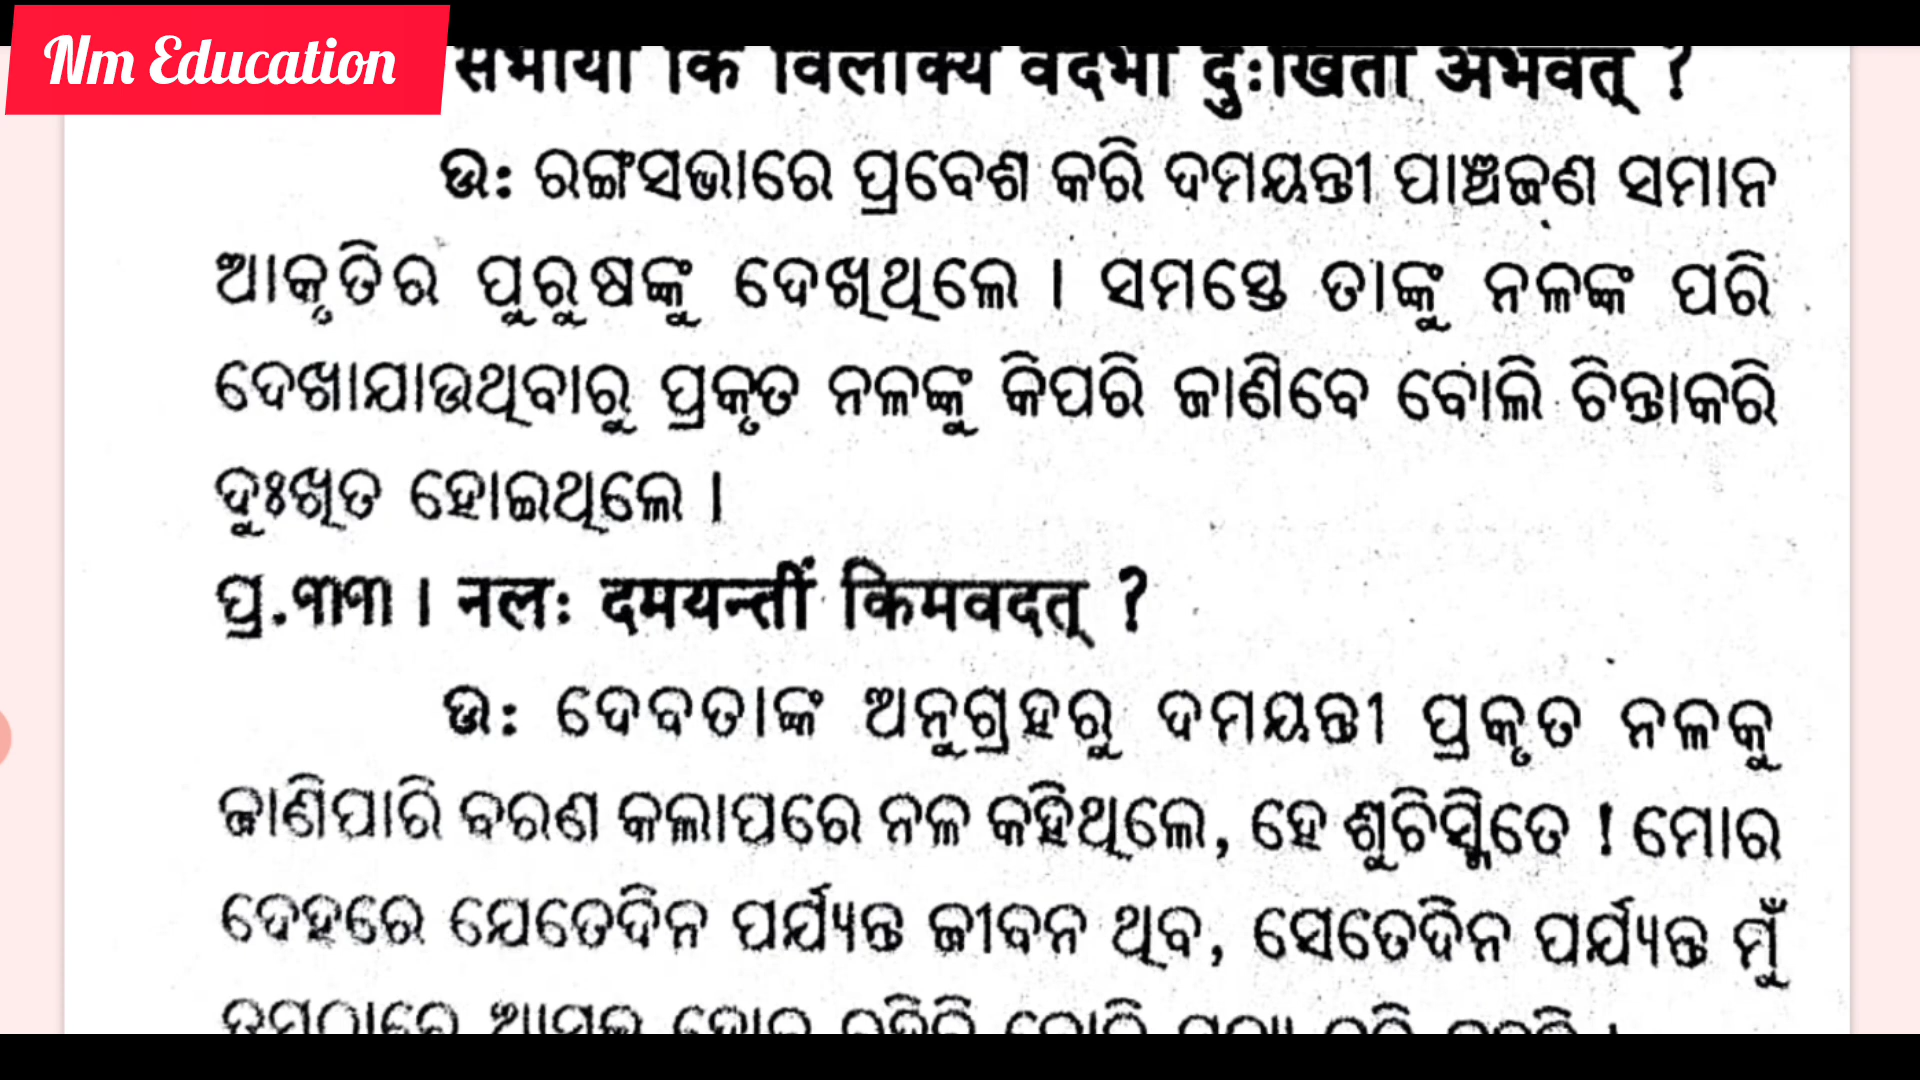 Nm Education
सभायां किं विलोक्य वैदर्भी दुःखिता अभवत् ?
ଉ: ରଙ୍ଗସଭାରେ ପ୍ରବେଶ କରି ଦମୟନ୍ତୀ ପାଞ୍ଚଜଣ ସମାନ
ଆକୃତିର ପୁରୁଷଙ୍କୁ ଦେଖିଥିଲେ । ସମସ୍ତେ ତାଙ୍କୁ ନଳଙ୍କ ପରି
ଦେଖାଯାଉଥିବାରୁ ପ୍ରକୃତ ନଳଙ୍କୁ କିପରି ଜାଣିବେ ବୋଲି ଚିନ୍ତାକରି
ଦୁଃଖିତ ହୋଇଥିଲେ ।
ପ୍ର.୩୩ । नलः दमयन्तीं किमवदत् ?
ଉ: ଦେବତାଙ୍କ ଅନୁଗ୍ରହରୁ ଦମୟନ୍ତୀ ପ୍ରକୃତ ନଳକୁ
ଜାଣିପାରି ବରଣ କଲାପରେ ନଳ କହିଥିଲେ, ହେ ଶୁଚିସ୍ମିତେ ! ମୋର
ଦେହରେ ଯେତେଦିନ ପର୍ଯ୍ୟନ୍ତ ଜୀବନ ଥିବ, ସେତେଦିନ ପର୍ଯ୍ୟନ୍ତ ମୁଁ